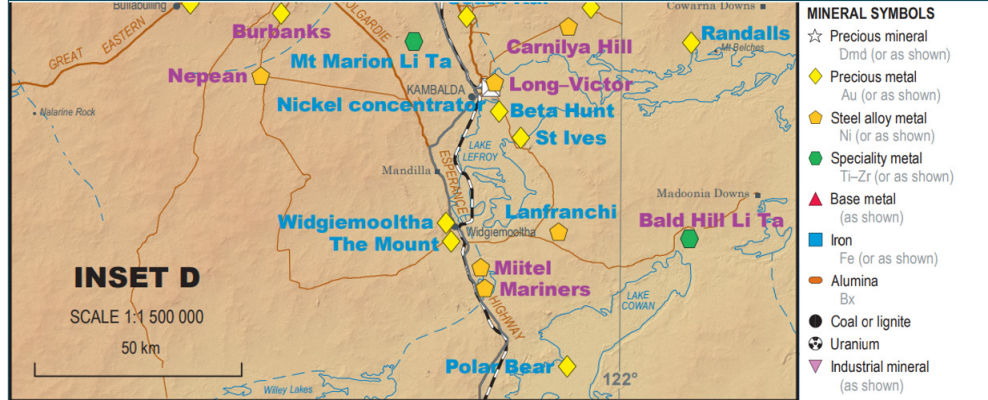 Bullabulling
GREAT EASTERN
Burbanks
OLGARDIE
Cowarna Downs
Randalls
Mt Belches
Mt Marion Li Ta
Carnilya Hill
Nepean
KAMBALDA
Long–Victor
Nickel concentrator
Beta Hunt
Nalarine Rock
St Ives
LAKE
LEFROY
Mandilla
ESPERANCE
Madoonia Downs
Lanfranchi
Bald Hill Li Ta
Widgiemooltha
Widgiemooltha
The Mount
INSET D
Miitel
Mariners
SCALE 1:1 500 000
50 km
HIGHWAY
LAKE
COWAN
Polar Bear
122°
Willey Lakes
MINERAL SYMBOLS
Precious mineral
Dmd (or as shown)
Precious metal
Au (or as shown)
Steel alloy metal
Ni (or as shown)
Speciality metal
Ti–Zr (or as shown)
Base metal
(as shown)
Iron
Fe (or as shown)
Alumina
Bx
Coal or lignite
Uranium
Industrial mineral
(as shown)